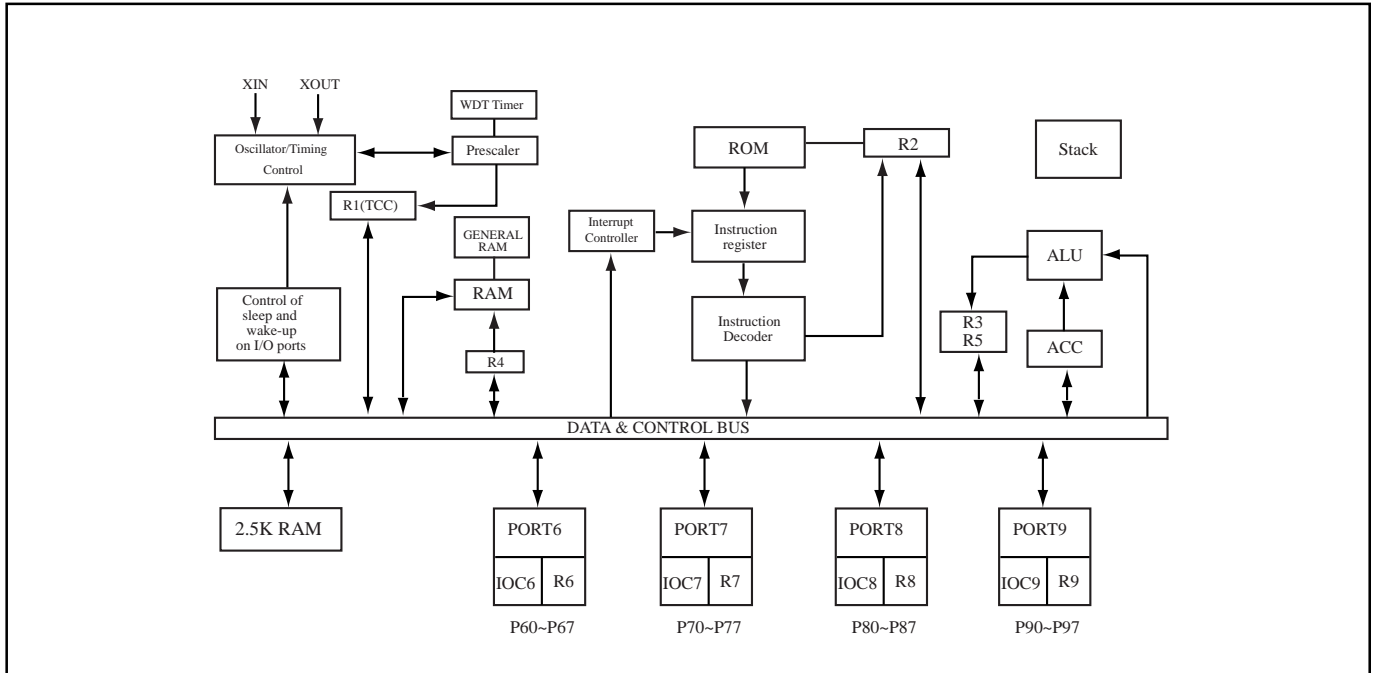 XIN XOUT
WDT Timer
Oscillator/Timing
Control
Prescaler
ROM
R2
Stack
R1(TCC)
GENERAL
RAM
Interrupt
Controller
Instruction
register
ALU
Control of
sleep and
wake-up
on I/O ports
RAM
Instruction
Decoder
R3
R5
ACC
R4
DATA & CONTROL BUS
2.5K RAM
PORT6
IOC6 R6
P60~P67
PORT7
IOC7 R7
P70~P77
PORT8
IOC8 R8
P80~P87
PORT9
IOC9 R9
P90~P97